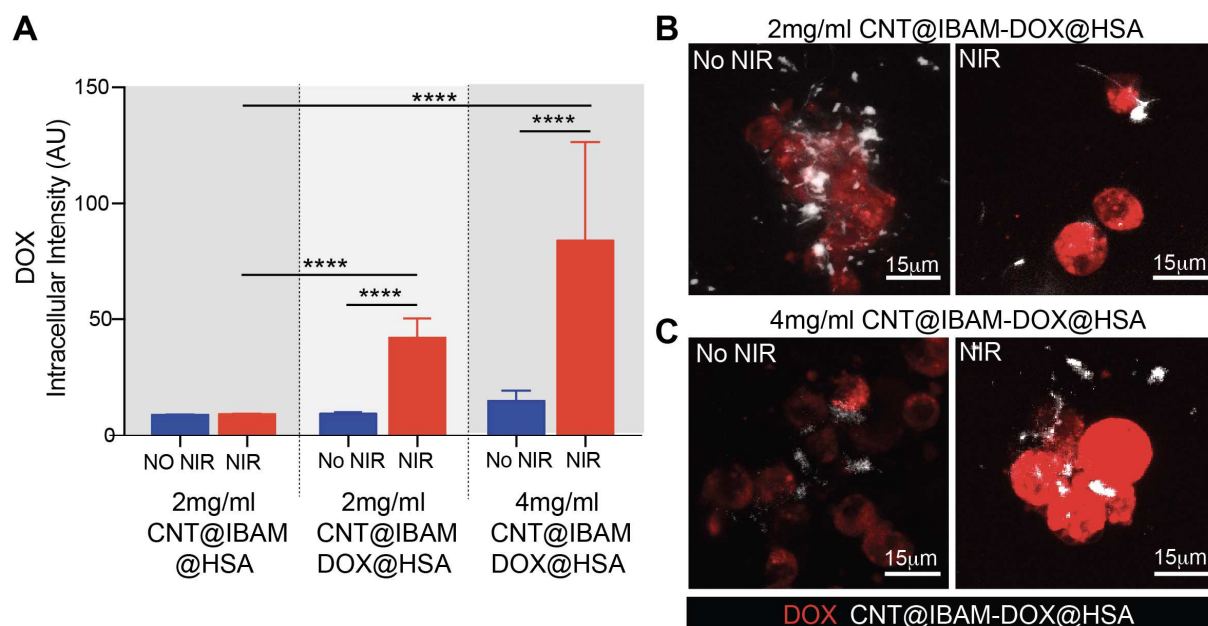 A
DOX
Intracellular Intensity (AU)
150
100
50
0
****
****
****
****
NO NIR
NIR
No NIR
NIR
No NIR
NIR
2mg/ml
CNT@IBAM
@HSA
2mg/ml
CNT@IBAM
DOX@HSA
4mg/ml
CNT@IBAM
DOX@HSA
B
2mg/ml CNT@IBAM-DOX@HSA
No NIR
15µm
NIR
15µm
C
4mg/ml CNT@IBAM-DOX@HSA
No NIR
15µm
NIR
15µm
DOX CNT@IBAM-DOX@HSA